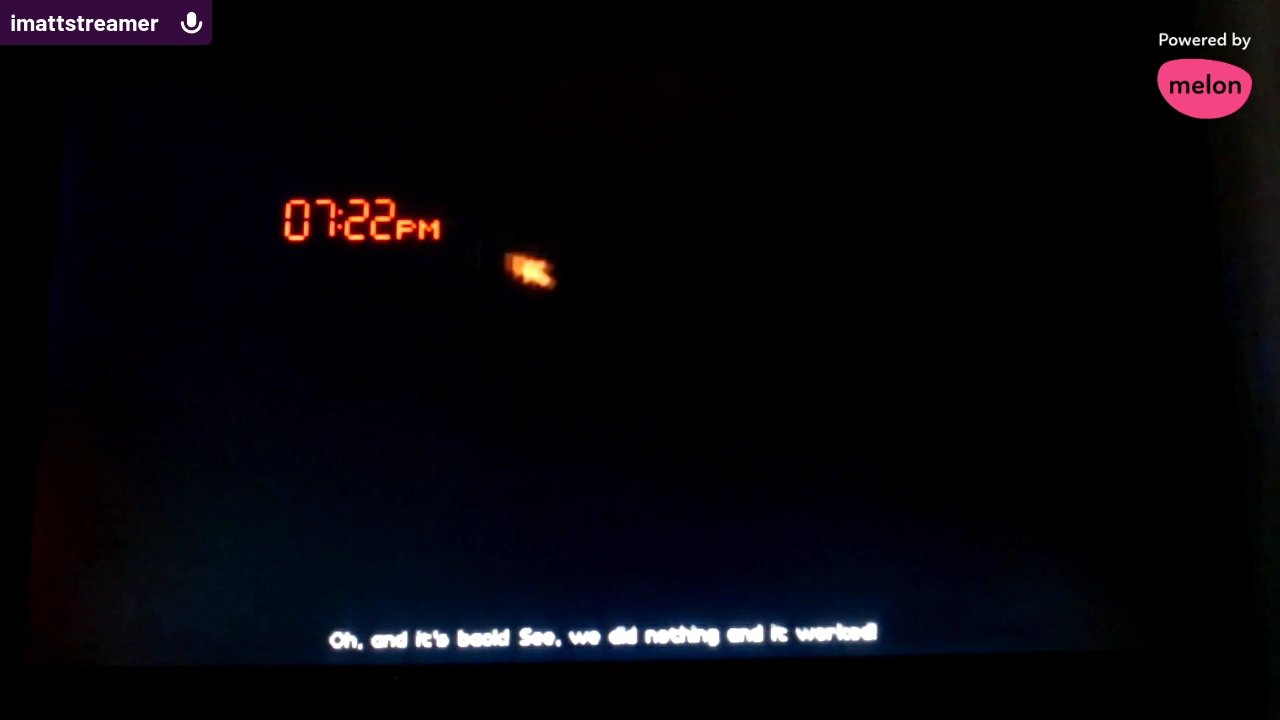 imattstreamer
Powered by
melon
07:22PM
Oh, and it's back! See, we did nothing and it worked!